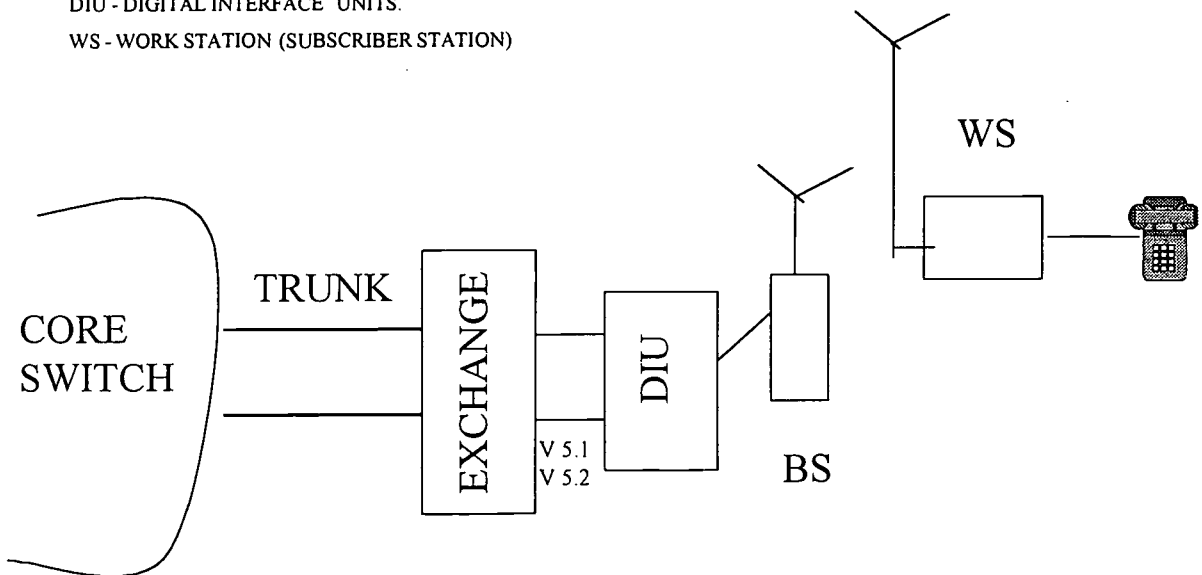 DIU - DIGITAL INTERFACE UNITS.
WS - WORK STATION (SUBSCRIBER STATION)
WS
TRUNK
CORE
SWITCH
EXCHANGE
DIU
V 5.1
V 5.2
BS